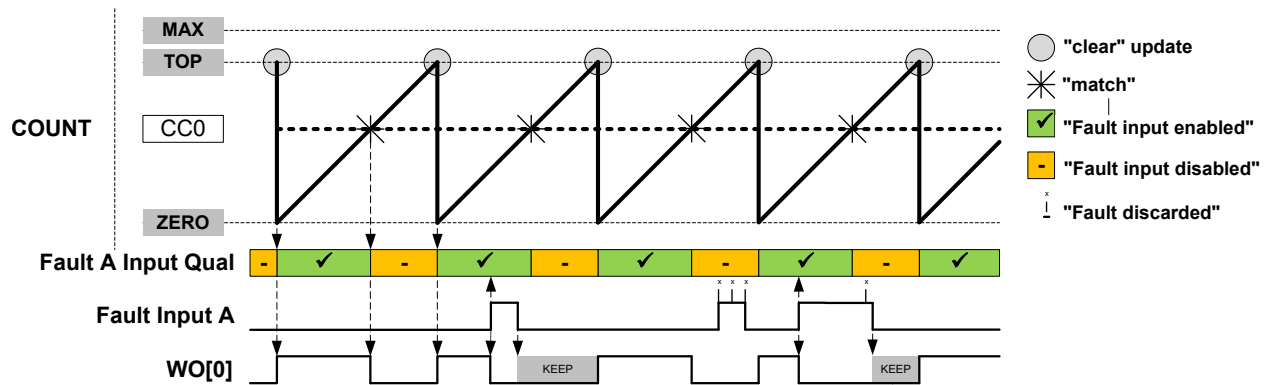 MAX
TOP
COUNT
CC0
ZERO
"clear" update
"match"
"Fault input enabled"
- "Fault input disabled"
x
"Fault discarded"
Fault A Input Qual - ✓ - ✓ - ✓ - ✓ - ✓
x x x x
Fault Input A
WO[0] KEEP KEEP